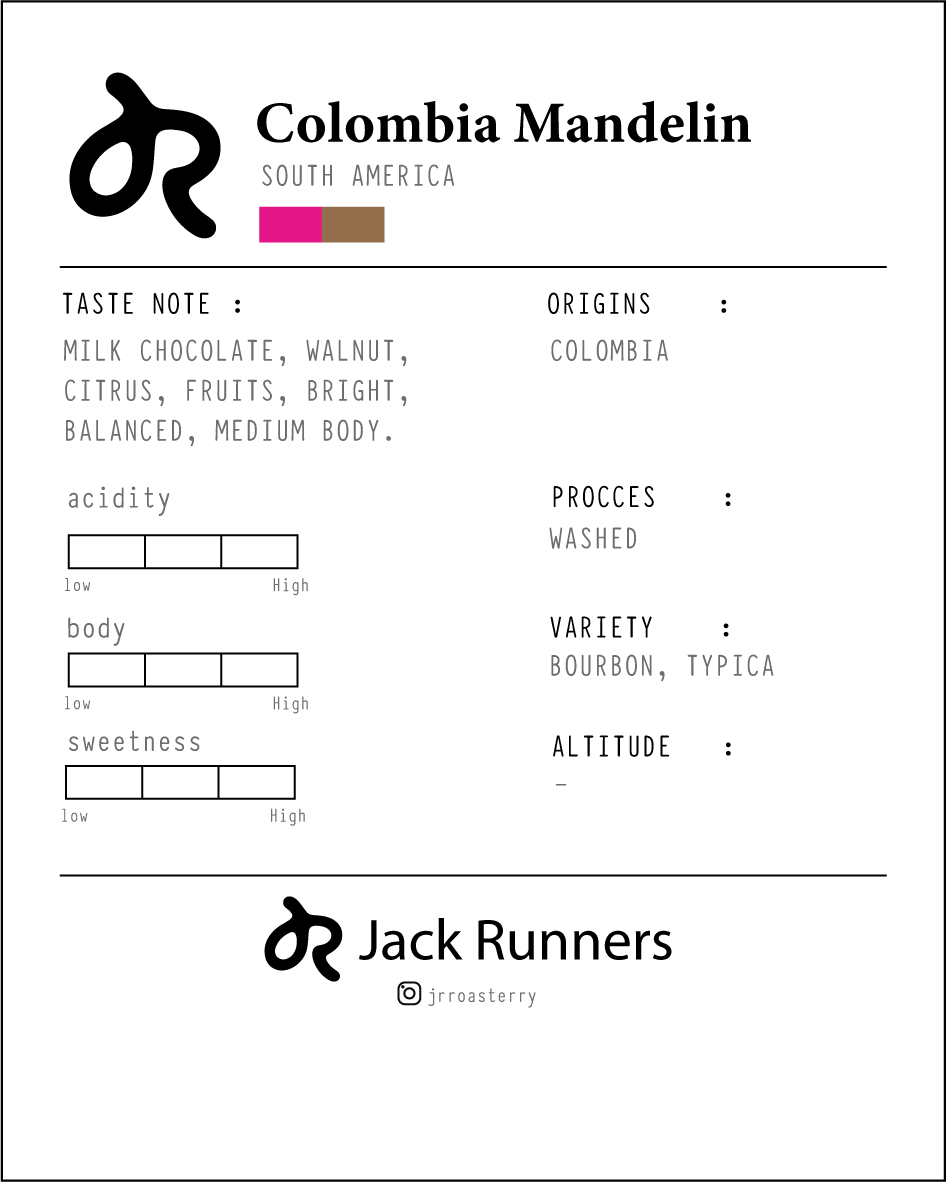 Colombia Mandelin
SOUTH AMERICA
TASTE NOTE :
MILK CHOCOLATE, WALNUT,
CITRUS, FRUITS, BRIGHT,
BALANCED, MEDIUM BODY.
acidity
low High
body
low High
sweetness
low High
ORIGINS :
COLOMBIA
PROCCES :
WASHED
VARIETY :
BOURBON, TYPICA
ALTITUDE :
–
Jack Runners
jrroasterry